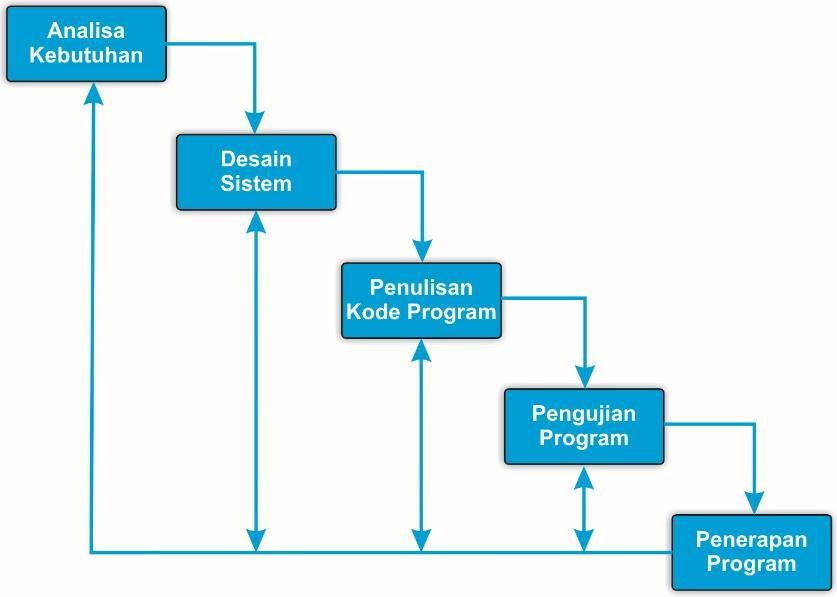 Analisa
Kebutuhan
Desain
Sistem
Penulisan
Kode Program
Pengujian
Program
Penerapan
Program